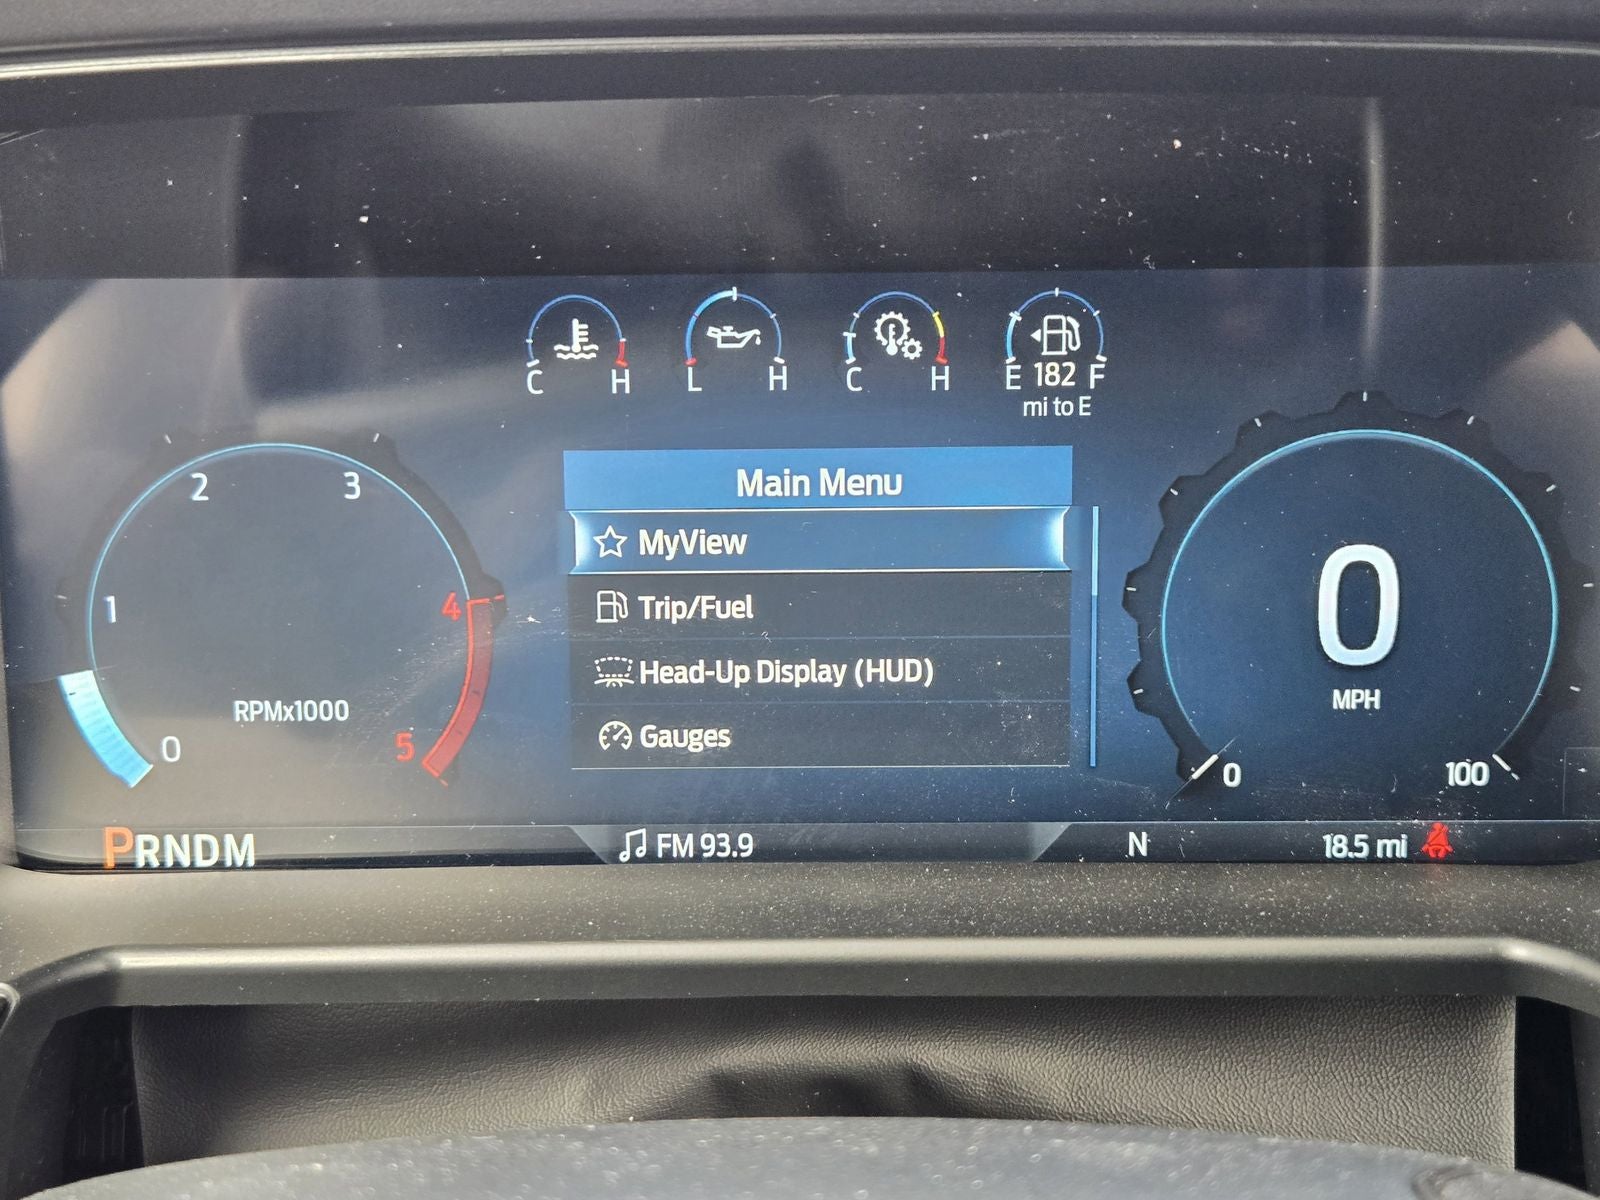 C H L H C H E 182 F
mi to E
2 3
1 4
RPMx1000
0 5
Main Menu
MyView
Trip/Fuel
Head-Up Display (HUD)
Gauges
0
MPH
0 100
PRNDM
FM 93.9
N
18.5 mi